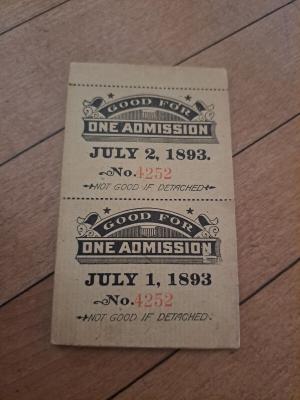 GOOD FOR
ONE ADMISSION
JULY 2, 1893.
No. 4252
NOT GOOD IF DETACHED
GOOD FOR
ONE ADMISSION
JULY 1, 1893
No. 4252
NOT GOOD IF DETACHED.